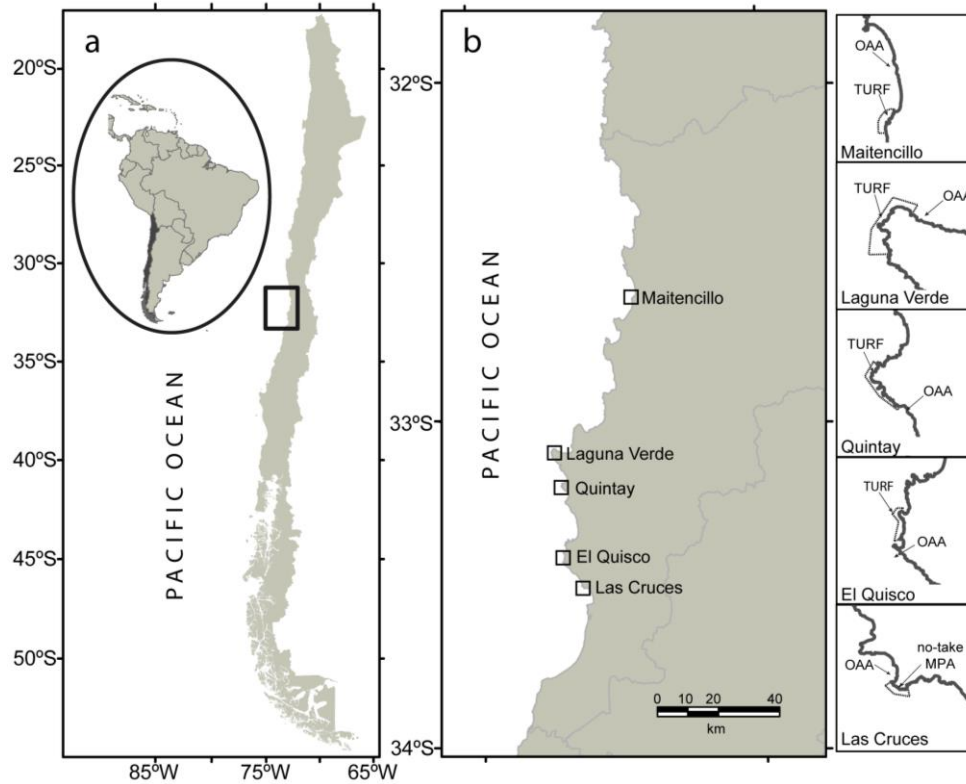 a
20ºS
25ºS
30ºS
35ºS
40ºS
45ºS
50ºS
PACIFIC OCEAN
85ºW
75ºW
65ºW
b
32ºS
33ºS
34ºS
PACIFIC OCEAN
Maitencillo
Laguna Verde
Quintay
El Quisco
Las Cruces
0 10 20 40
km
OAA
TURF
Maitencillo
TURF
OAA
Laguna Verde
TURF
OAA
Quintay
TURF
OAA
El Quisco
no-take
OAA MPA
Las Cruces